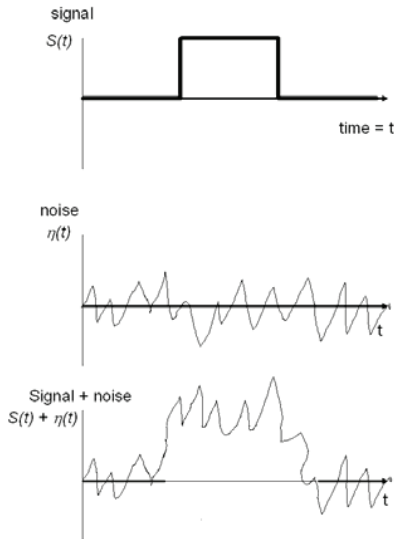 signal
S(t)
time = t
noise
η(t)
t
Signal + noise
S(t) + η(t)
t